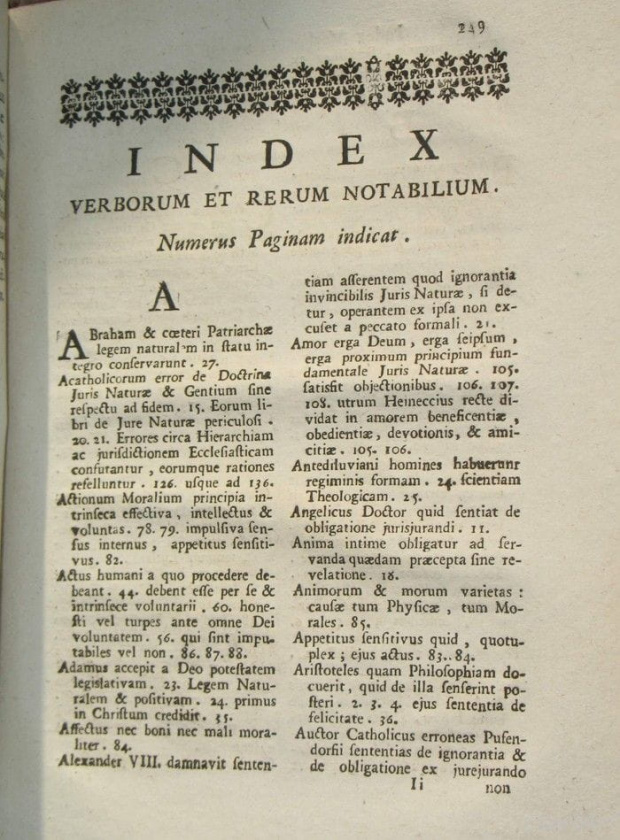 249
INDEX
VERBORUM ET RERUM NOTABILIUM.
Numerus Paginam indicat.
A
ABraham & cœteri Patriarchæ
legem naturalem in ſtatu in-
tegro conſervarunt. 27.
Acatholicorum error de Doctrina
Juris Naturæ & Gentium ſine
reſpectu ad fidem. 15. Eorum li-
bri de Jure Naturæ periculoſi.
20. 21. Errores circa Hierarchiam
ac jurisdictionem Eccleſiaſticam
confutantur, eorumque rationes
refelluntur. 126. uſque ad 136.
Actionum Moralium principia in-
trinſeca effectiva, intellectus &
voluntas. 78. 79. impulſiva ſen-
ſus internus, appetitus ſenſiti-
vus. 82.
Actus humani a quo procedere de-
beant. 44. debent eſſe per ſe &
intrinſece voluntarii. 60. hone-
ſti vel turpes ante omne Dei
voluntatem. 56. qui ſint impu-
tabiles vel non. 86. 87. 88.
Adamus accepit a Deo poteſtatem
legislativam. 23. Legem Natu-
ralem & poſitivam. 24. primus
in Chriſtum credidit. 35.
Affectus nec boni nec mali mora-
liter. 84.
Alexander VIII. damnavit ſenten-
tiam aſſerentem quod ignorantia
invincibilis Juris Naturæ, ſi de-
tur, operantem ex ipſa non ex-
cuſet a peccato formali. 21.
Amor erga Deum, erga ſeipſum,
erga proximum principium fun-
damentale Juris Naturæ. 105.
ſatisfit objectionibus. 106. 107.
108. utrum Heineccius recte di-
vidat in amorem beneficentiæ,
obedientiæ, devotionis, & ami-
citiæ. 105. 106.
Antediluviani homines habuerunt
regiminis formam. 24. ſcientiam
Theologicam. 25.
Angelicus Doctor quid ſentiat de
obligatione jurisjurandi. 11.
Anima intime obligatur ad ſer-
vanda quædam præcepta ſine re-
velatione. 18.
Animorum & morum varietas:
cauſæ tum Phyſicæ, tum Mo-
rales. 85.
Appetitus ſenſitivus quid, quotu-
plex; ejus actus. 83. 84.
Ariſtoteles quam Philoſophiam do-
cuerit, quid de illa ſenſerint po-
ſteri. 2. 3. 4. ejus ſententia de
felicitate. 36.
Auctor Catholicus erroneas Pufen-
dorfii ſententias de ignorantia &
de obligatione ex jurejurando
Ii non